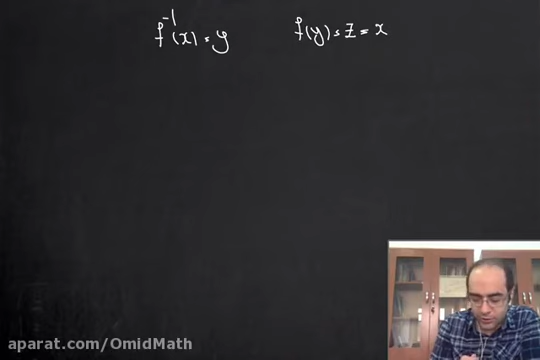 f⁻¹(x) = y    f(y) = z = x
aparat.com/OmidMath